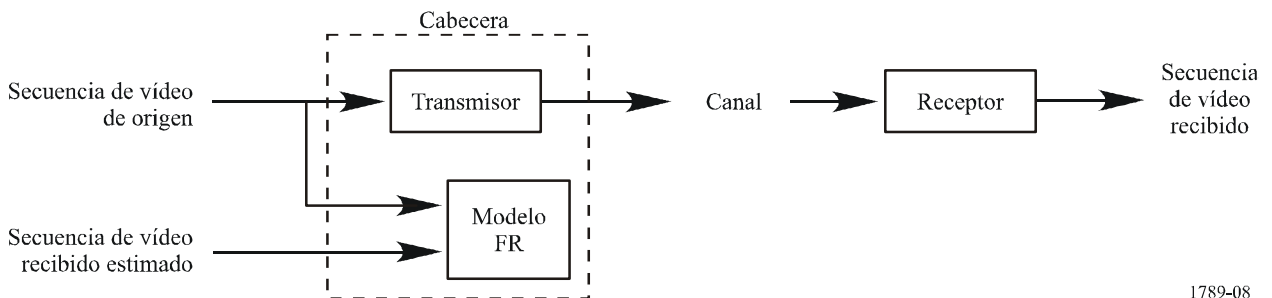 Cabecera
Secuencia de vídeo
de origen
Transmisor
Canal
Receptor
Secuencia
de vídeo
recibido
Modelo
FR
Secuencia de vídeo
recibido estimado
1789-08